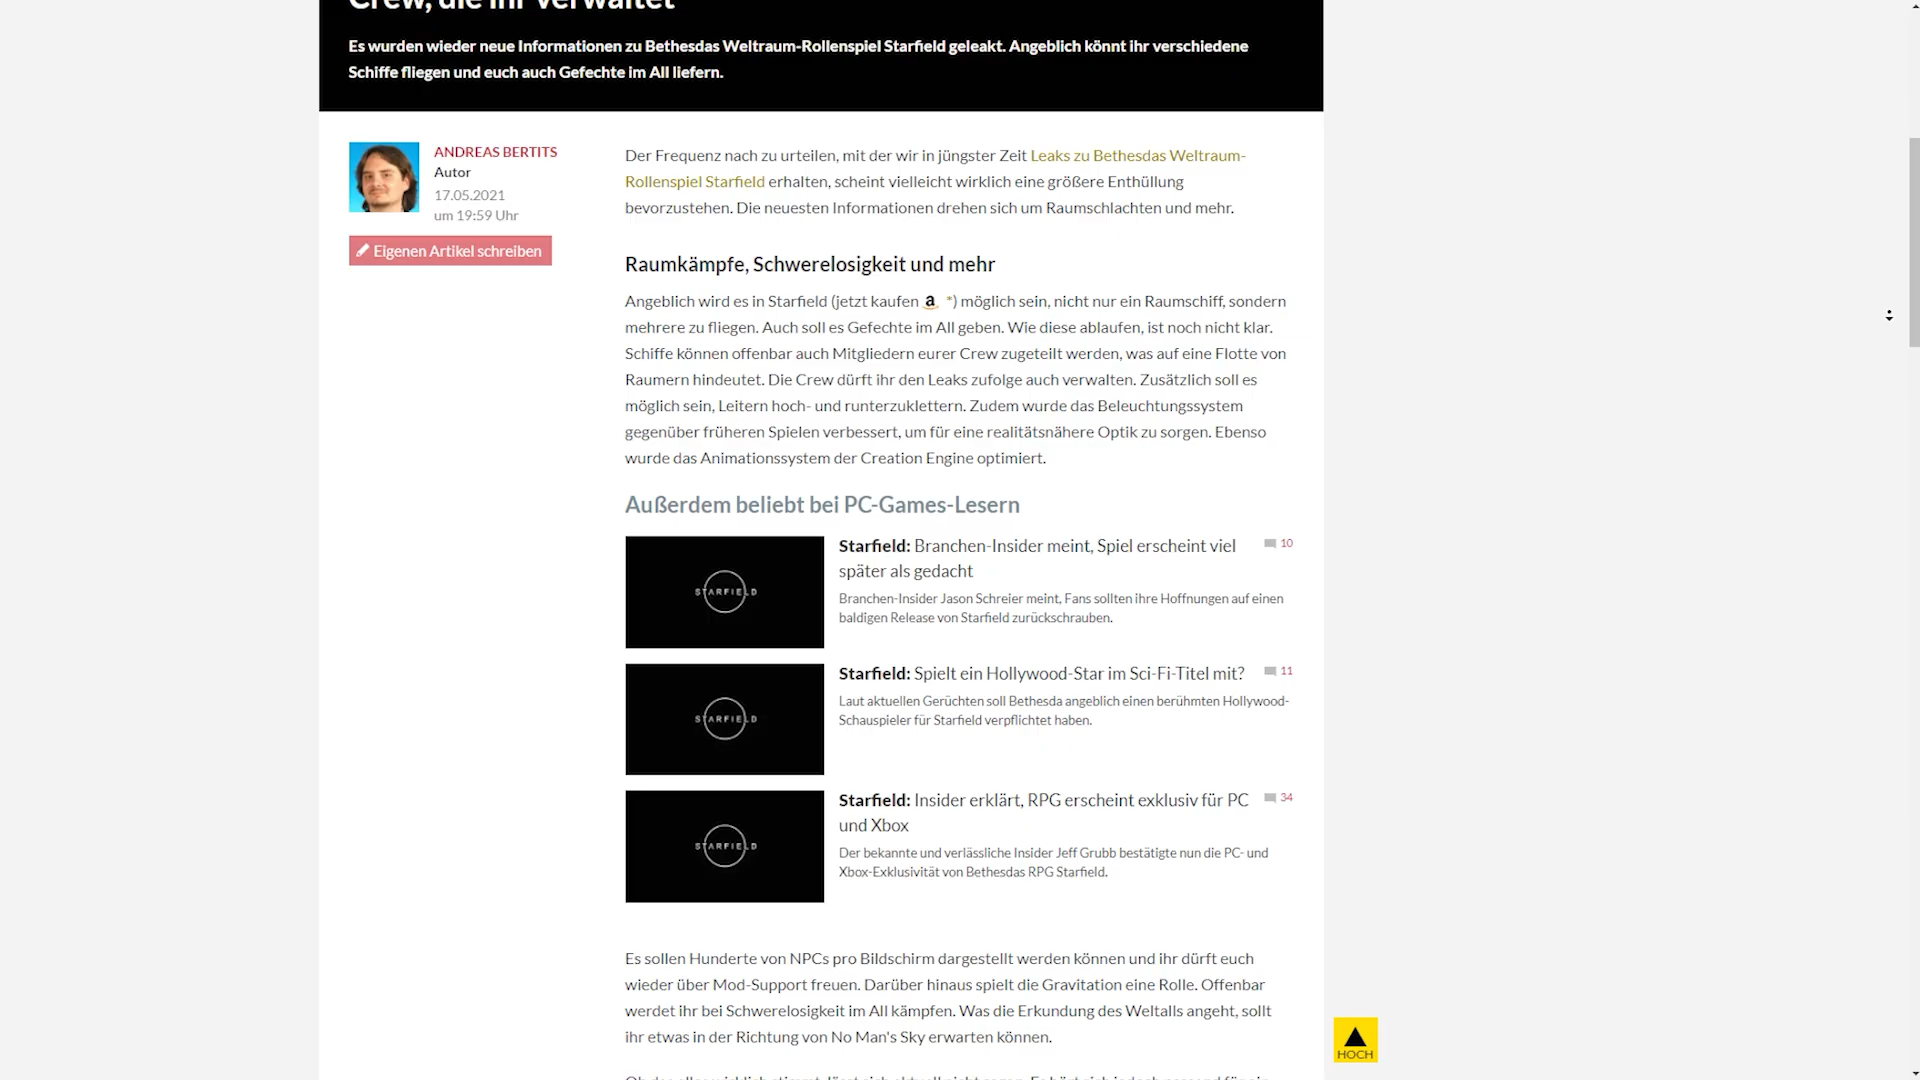 Crew, die ihr verwaltet
Es wurden wieder neue Informationen zu Bethesdas Weltraum-Rollenspiel Starfield geleakt. Angeblich könnt ihr verschiedene
Schiffe fliegen und euch auch Gefechte im All liefern.
ANDREAS BERTITS
Autor
17.05.2021
um 19:59 Uhr
Eigenen Artikel schreiben
Der Frequenz nach zu urteilen, mit der wir in jüngster Zeit Leaks zu Bethesdas Weltraum-
Rollenspiel Starfield erhalten, scheint vielleicht wirklich eine größere Enthüllung
bevorzustehen. Die neuesten Informationen drehen sich um Raumschlachten und mehr.
Raumkämpfe, Schwerelosigkeit und mehr
Angeblich wird es in Starfield (jetzt kaufen a *) möglich sein, nicht nur ein Raumschiff, sondern
mehrere zu fliegen. Auch soll es Gefechte im All geben. Wie diese ablaufen, ist noch nicht klar.
Schiffe können offenbar auch Mitgliedern eurer Crew zugeteilt werden, was auf eine Flotte von
Raumern hindeutet. Die Crew dürft ihr den Leaks zufolge auch verwalten. Zusätzlich soll es
möglich sein, Leitern hoch- und runterzuklettern. Zudem wurde das Beleuchtungssystem
gegenüber früheren Spielen verbessert, um für eine realitätsnähere Optik zu sorgen. Ebenso
wurde das Animationssystem der Creation Engine optimiert.
Außerdem beliebt bei PC-Games-Lesern
STARFIELD
Starfield: Branchen-Insider meint, Spiel erscheint viel
später als gedacht
10
Branchen-Insider Jason Schreier meint, Fans sollten ihre Hoffnungen auf einen
baldigen Release von Starfield zurückschrauben.
STARFIELD
Starfield: Spielt ein Hollywood-Star im Sci-Fi-Titel mit?
11
Laut aktuellen Gerüchten soll Bethesda angeblich einen berühmten Hollywood-
Schauspieler für Starfield verpflichtet haben.
STARFIELD
Starfield: Insider erklärt, RPG erscheint exklusiv für PC
und Xbox
34
Der bekannte und verlässliche Insider Jeff Grubb bestätigte nun die PC- und
Xbox-Exklusivität von Bethesdas RPG Starfield.
Es sollen Hunderte von NPCs pro Bildschirm dargestellt werden können und ihr dürft euch
wieder über Mod-Support freuen. Darüber hinaus spielt die Gravitation eine Rolle. Offenbar
werdet ihr bei Schwerelosigkeit im All kämpfen. Was die Erkundung des Weltalls angeht, sollt
ihr etwas in der Richtung von No Man's Sky erwarten können.
HOCH